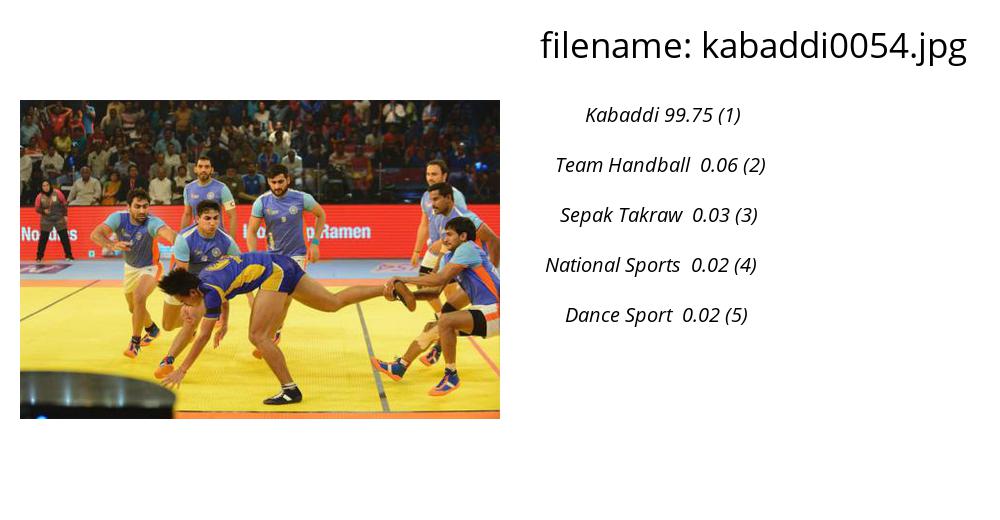 filename: kabaddi0054.jpg
Kabaddi 99.75 (1)
Team Handball 0.06 (2)
Sepak Takraw 0.03 (3)
National Sports 0.02 (4)
Dance Sport 0.02 (5)
Ramen